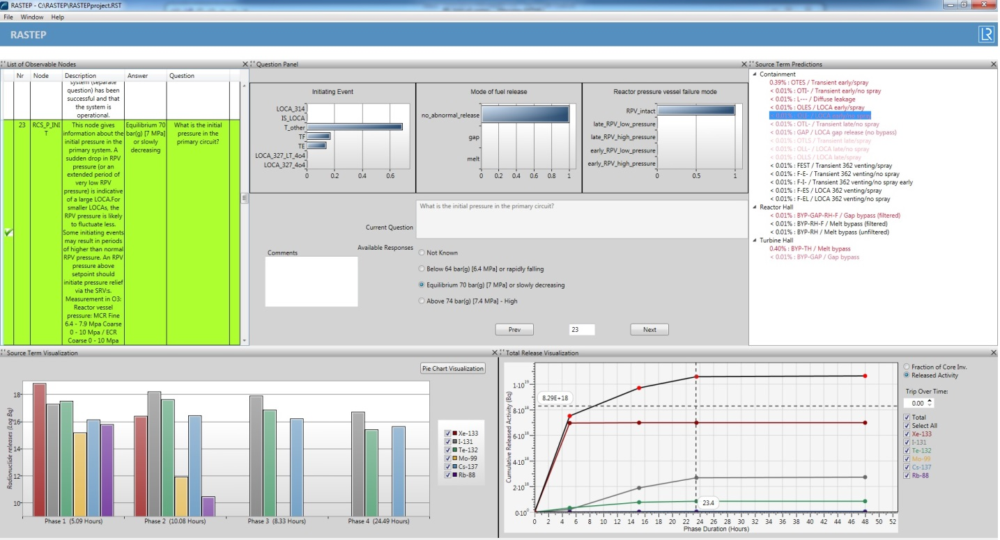 RASTEP - C:\RASTEP\RASTEPproject.RST
File Window Help
RASTEP
LR
List of Observable Nodes
Nr Node Description Answer Question
system (separate
question) has been
successful and that
the system is
operational.
23 RCS_P_INI
T
This node gives
information about the
initial pressure in the
primary system. A
sudden drop in RPV
pressure (or an
extended period of
very low RPV
pressure) is indicative
of a large LOCA.For
smaller LOCAs, the
RPV pressure is likely
to fluctuate less.
Some initiating events
may result in periods
of higher than normal
RPV pressure. An RPV
pressure above
setpoint should
initiate pressure relief
via the SRV:s.
Measurement in O3:
Reactor vessel
pressure: MCR Fine
6.4 - 7.9 Mpa Coarse
0 - 10 Mpa / ECR
Coarse 0 - 10 Mpa
Equilibrium 70
bar(g) [7 MPa]
or slowly
decreasing
What is the initial
pressure in the
primary circuit?
Question Panel
Initiating Event
LOCA_314
IS_LOCA
T_other
TF
TE
LOCA_327_LT_4o4
LOCA_327_4o4
0 0.2 0.4 0.6
Mode of fuel release
no_abnormal_release
gap
melt
0 0.2 0.4 0.6 0.8 1
Reactor pressure vessel failure mode
RPV_intact
late_RPV_low_pressure
late_RPV_high_pressure
early_RPV_low_pressure
early_RPV_high_pressure
0 0.5 1
Current Question
What is the initial pressure in the primary circuit?
Available Responses
Not Known
Below 64 bar(g) [6.4 MPa] or rapidly falling
Equilibrium 70 bar(g) [7 MPa] or slowly decreasing
Above 74 bar(g) [7.4 MPa] - High
Comments
Prev 23 Next
Source Term Predictions
Containment
0.39% : OTES / Transient early/spray
< 0.01% : OTI- / Transient early/no spray
< 0.01% : L--- / Diffuse leakage
< 0.01% : OLES / LOCA early/spray
< 0.01% : OTL- / Transient late/no spray
< 0.01% : GAP / LOCA gap release (no bypass)
< 0.01% : OTLS / Transient late/spray
< 0.01% : OLL- / LOCA late/no spray
< 0.01% : OLLS / LOCA late/spray
< 0.01% : FEST / Transient 362 venting/spray
< 0.01% : F-E- / Transient 362 venting/no spray
< 0.01% : F-I- / Transient 362 venting/no spray early
< 0.01% : F-ES / LOCA 362 venting/spray
< 0.01% : F-EL / LOCA 362 venting/no spray
Reactor Hall
< 0.01% : BYP-GAP-RH-F / Gap bypass (filtered)
< 0.01% : BYP-RH-F / Melt bypass (filtered)
< 0.01% : BYP-RH / Melt bypass (unfiltered)
Turbine Hall
0.40% : BYP-TH / Melt bypass
< 0.01% : BYP-GAP / Gap bypass
Source Term Visualization
Pie Chart Visualization
Radionuclide releases (Log Bq)
18
16
14
12
10
Phase 1 (5.09 Hours) Phase 2 (10.08 Hours) Phase 3 (8.33 Hours) Phase 4 (24.49 Hours)
Xe-133
I-131
Te-132
Mo-99
Cs-137
Rb-88
Total Release Visualization
Cumulative Released Activity (Bq)
1·10¹⁹
8·10¹⁸
6·10¹⁸
4·10¹⁸
2·10¹⁸
0·10⁰
8.29E+18
23.4
0 2 4 6 8 10 12 14 16 18 20 22 24 26 28 30 32 34 36 38 40 42 44 46 48 50 52
Phase Duration (Hours)
Fraction of Core Inv.
Released Activity
Trip Over Time:
0.00
Total
Select All
Xe-133
I-131
Te-132
Mo-99
Cs-137
Rb-88